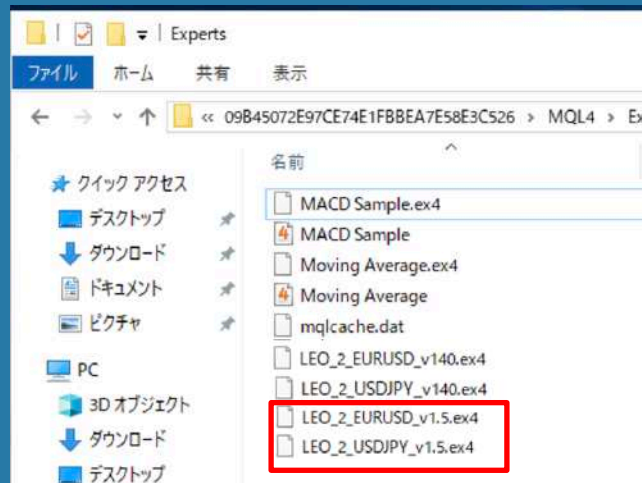 Experts
ファイル ホーム 共有 表示
« 09B45072E97CE74E1FBBEA7E58E3C526 › MQL4 › Ex
名前
クイック アクセス
デスクトップ
ダウンロード
ドキュメント
ピクチャ
PC
3D オブジェクト
ダウンロード
デスクトップ
MACD Sample.ex4
MACD Sample
Moving Average.ex4
Moving Average
mqlcache.dat
LEO_2_EURUSD_v140.ex4
LEO_2_USDJPY_v140.ex4
LEO_2_EURUSD_v1.5.ex4
LEO_2_USDJPY_v1.5.ex4